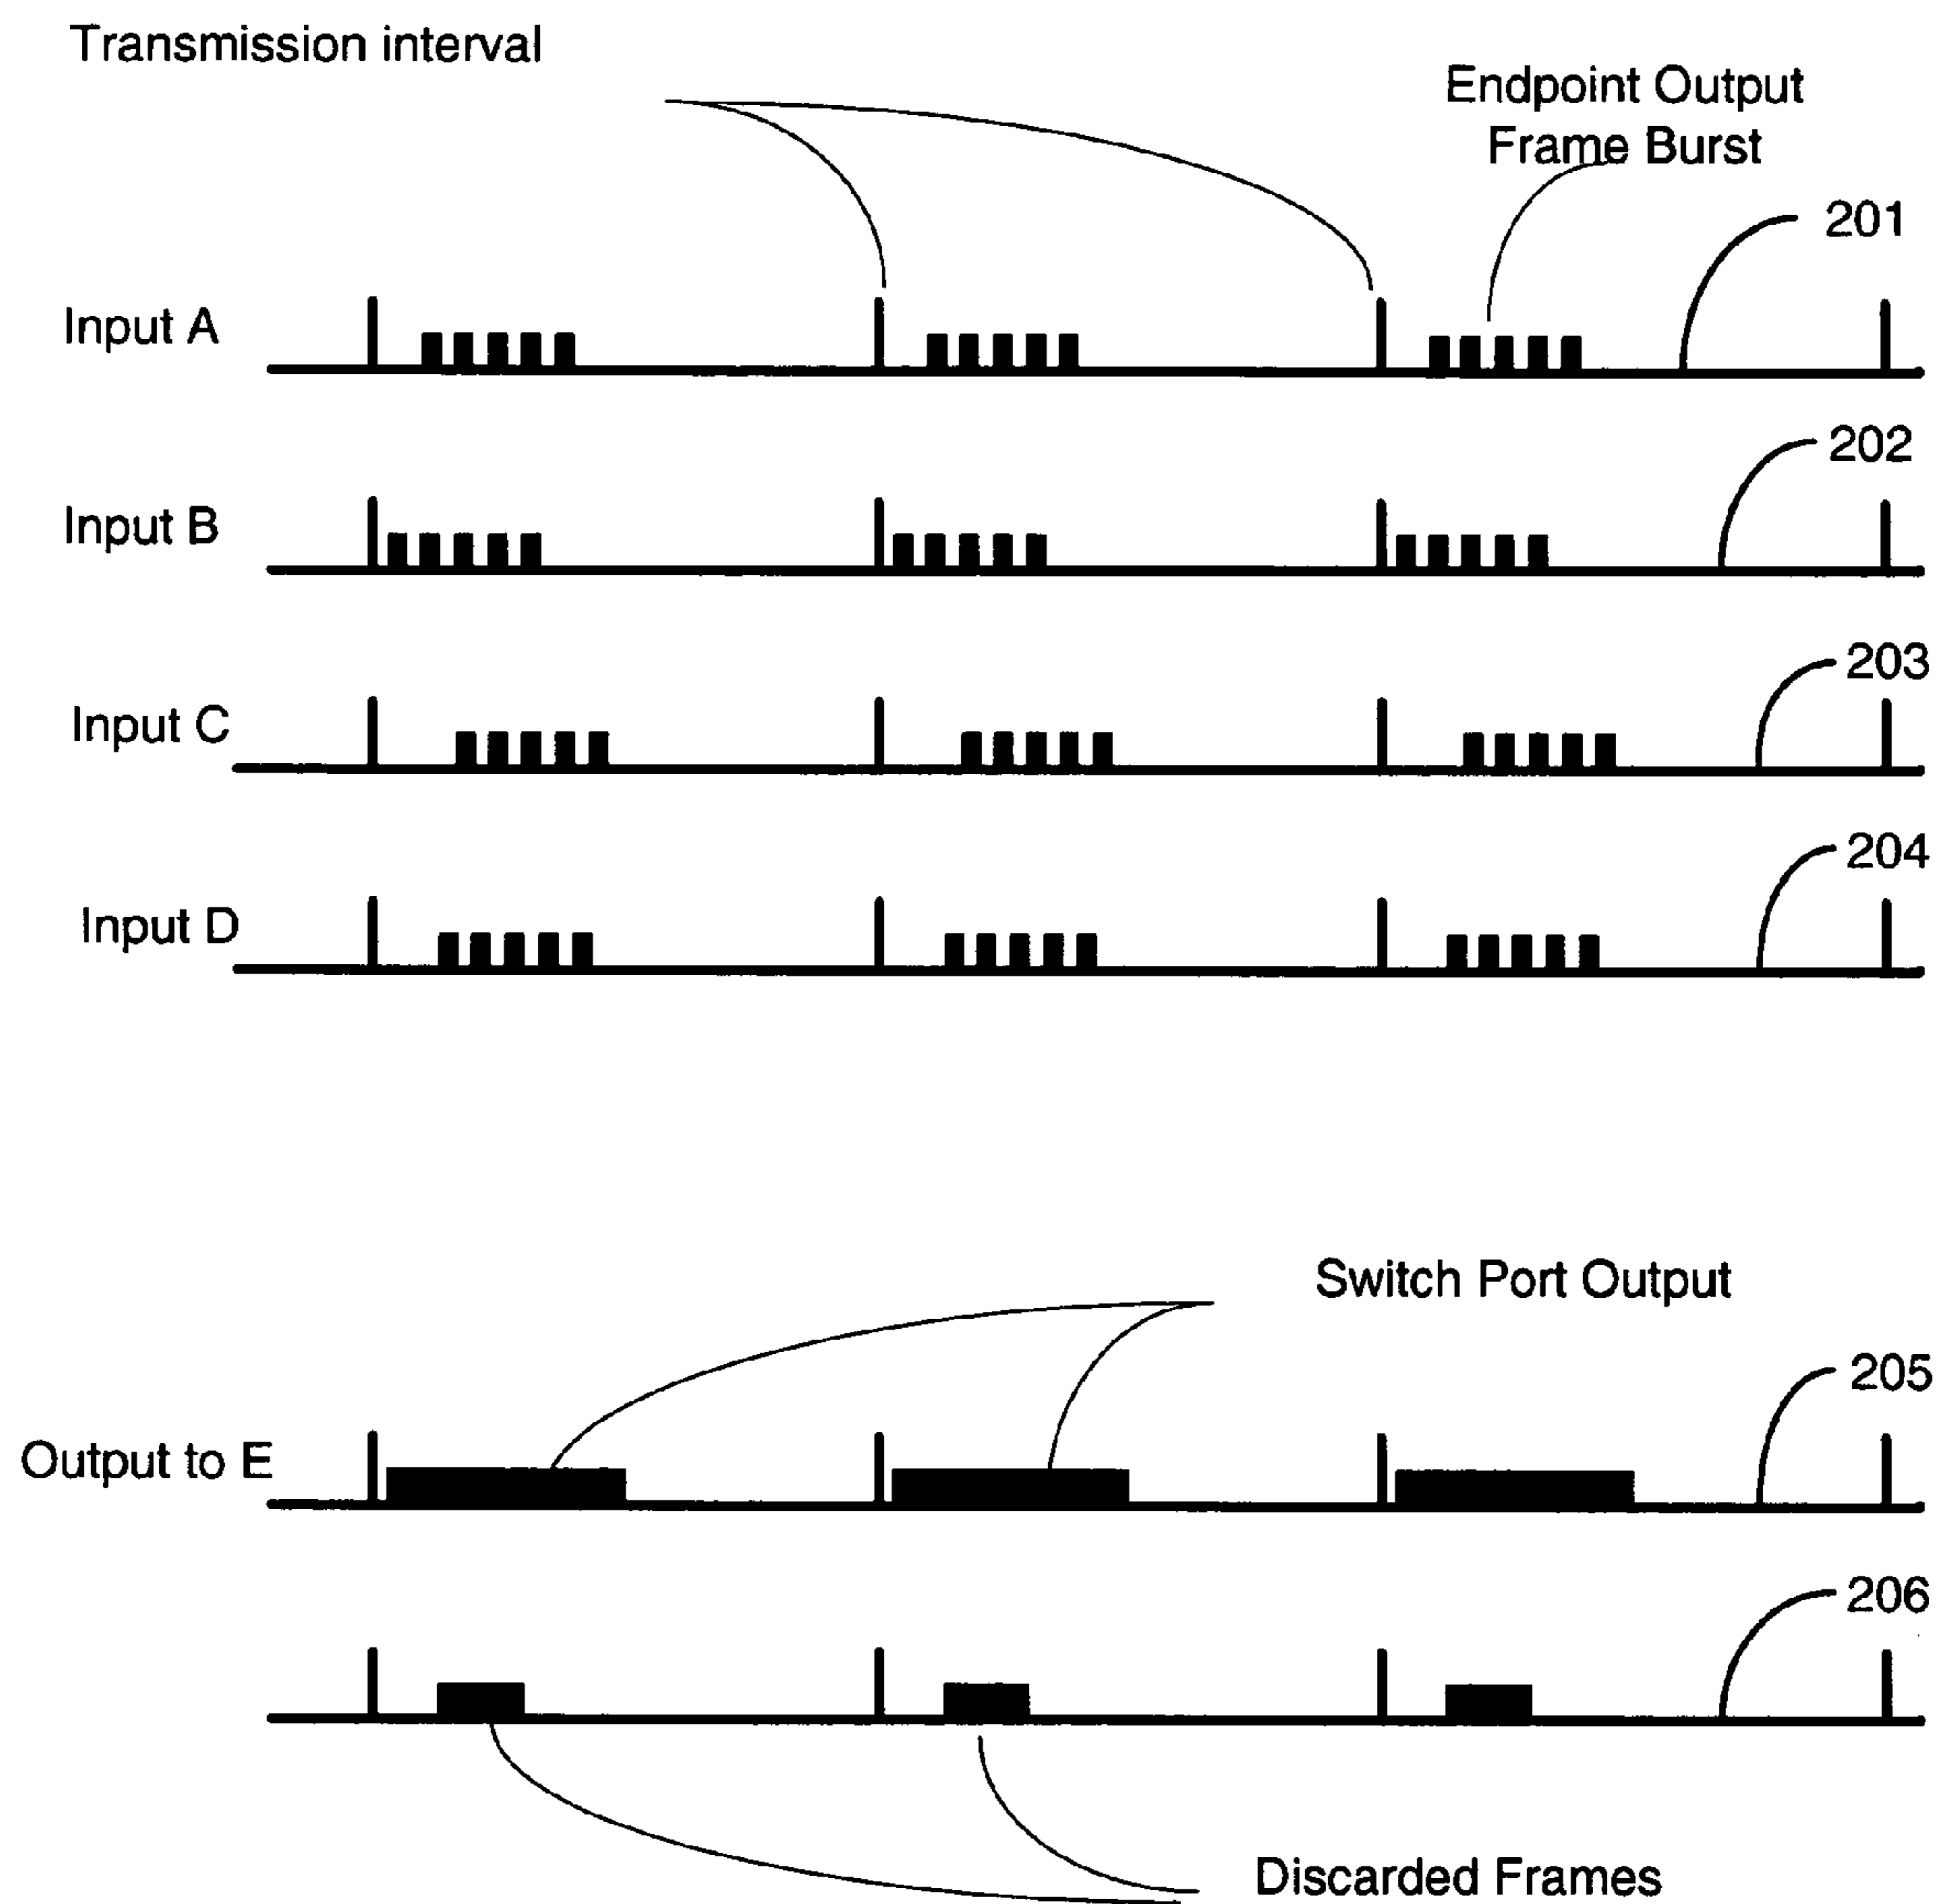 Transmission interval
Endpoint Output
Frame Burst
201
Input A
202
Input B
203
Input C
204
Input D
Switch Port Output
205
Output to E
206
Discarded Frames